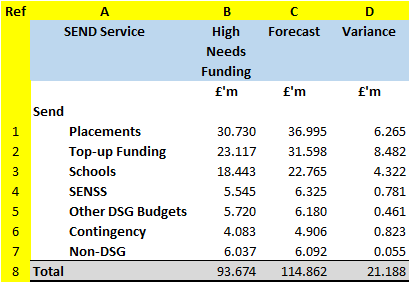 Ref A B C D
SEND Service High Forecast Variance
Needs
Funding
£'m £'m £'m
Send
1 Placements 30.730 36.995 6.265
2 Top-up Funding 23.117 31.598 8.482
3 Schools 18.443 22.765 4.322
4 SENSS 5.545 6.325 0.781
5 Other DSG Budgets 5.720 6.180 0.461
6 Contingency 4.083 4.906 0.823
7 Non-DSG 6.037 6.092 0.055
8 Total 93.674 114.862 21.188